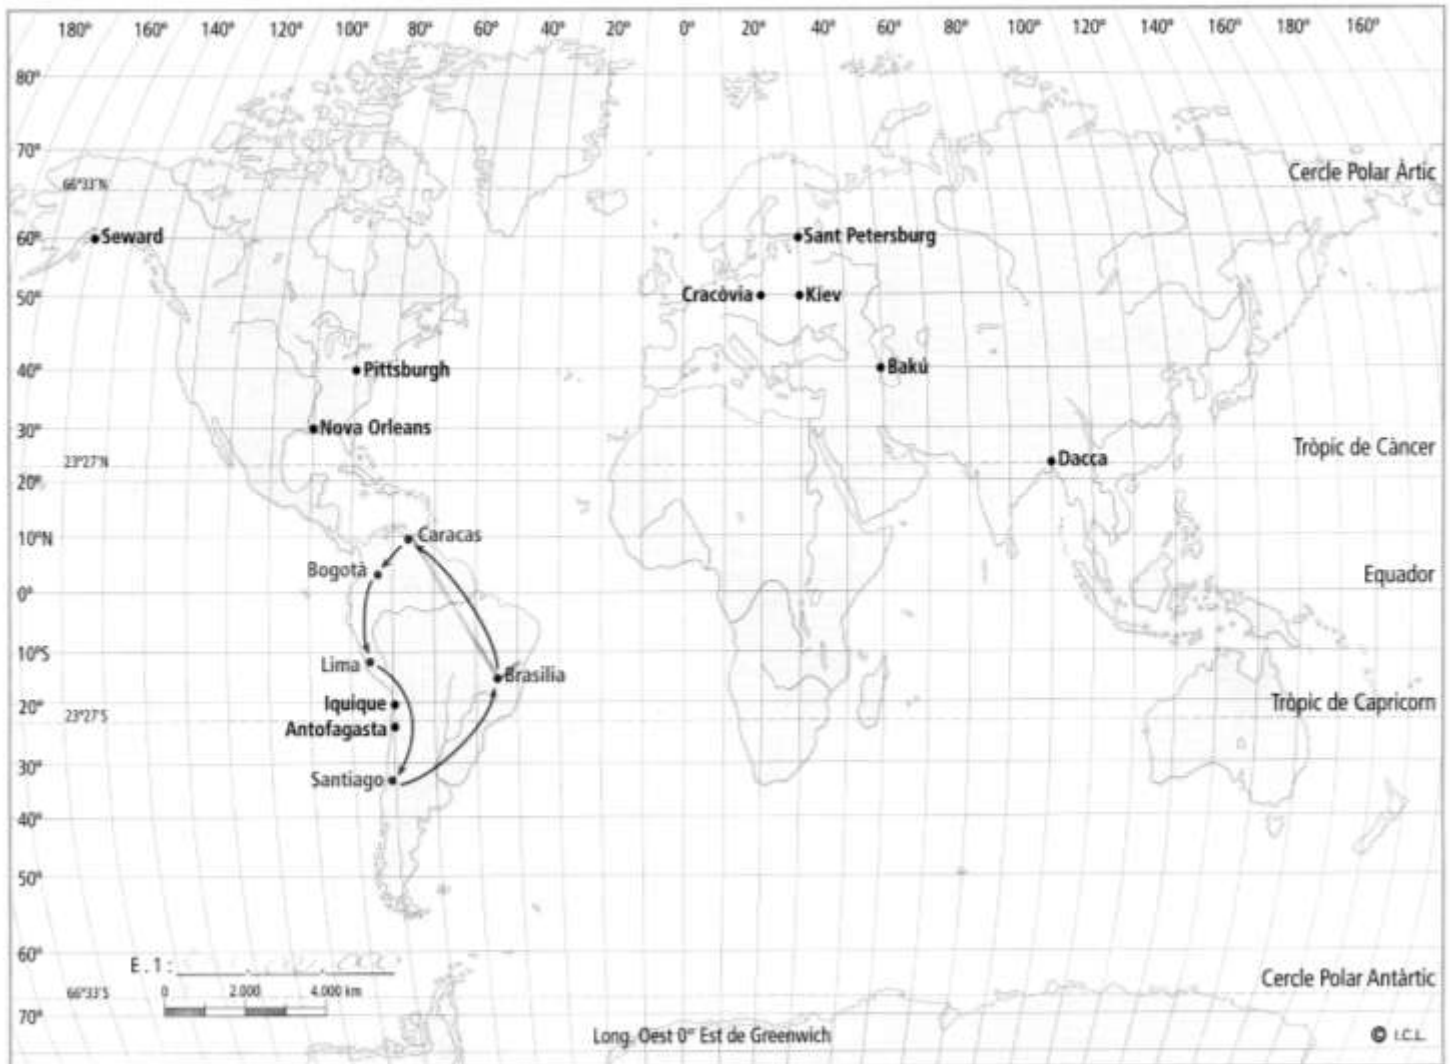 180° 160° 140° 120° 100° 80° 60° 40° 20° 0° 20° 40° 60° 80° 100° 120° 140° 160° 180° 160°
80°
70°
Cercle Polar Àrtic
66°33'N
60°
Seward
Sant Petersburg
50°
Cracòvia
Kiev
40°
Pittsburgh
Bakú
30°
Nova Orleans
Tròpic de Càncer
23°27'N
Dacca
20°
10°N
Caracas
Bogotà
Equador
0°
10°S
Lima
Brasilia
20°
Iquique
Tròpic de Capricorn
23°27'S
Antofagasta
30°
Santiago
40°
50°
60°
E. 1:
Cercle Polar Antàrtic
66°33'S
0 2.000 4.000 km
70°
Long. Oest 0° Est de Greenwich
© I.C.L.